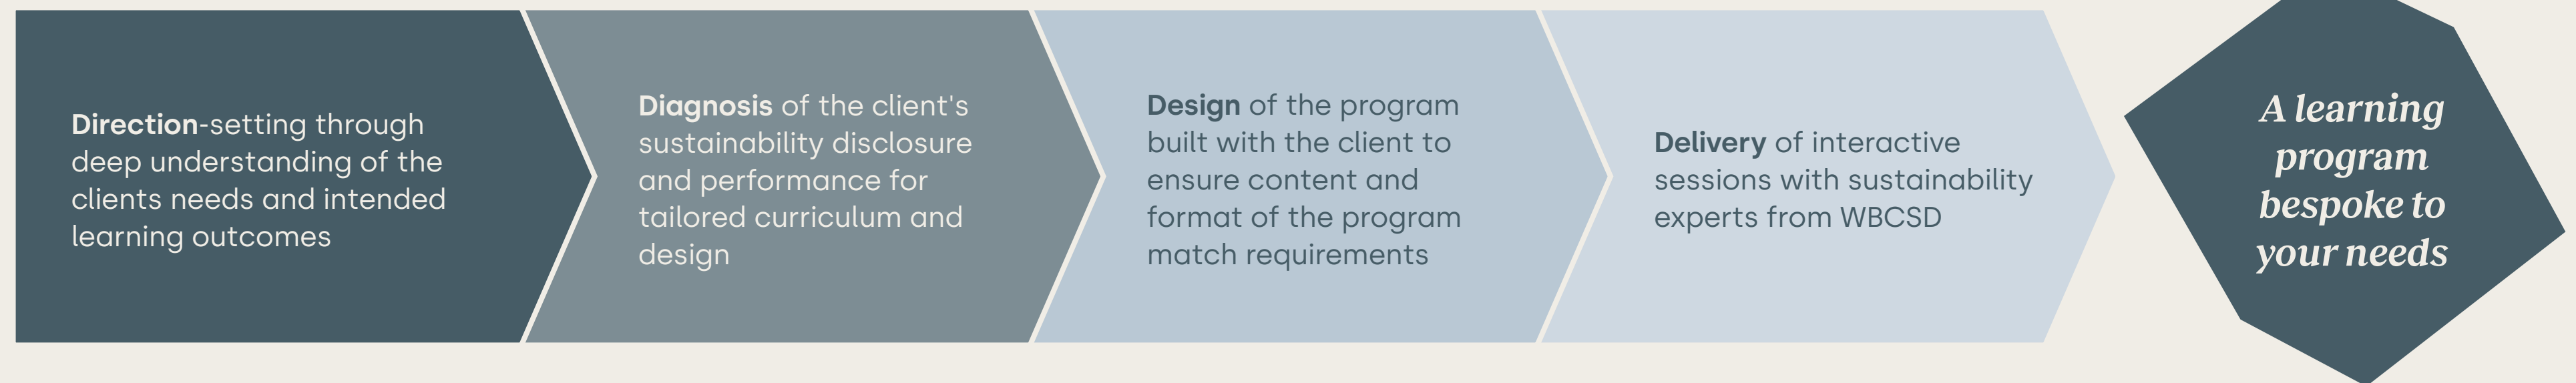 Direction-setting through
deep understanding of the
clients needs and intended
learning outcomes
Diagnosis of the client's
sustainability disclosure
and performance for
tailored curriculum and
design
Design of the program
built with the client to
ensure content and
format of the program
match requirements
Delivery of interactive
sessions with sustainability
experts from WBCSD
A learning
program
bespoke to
your needs